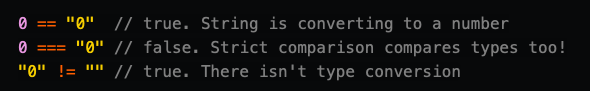 0 == "0"  // true. String is converting to a number
0 === "0" // false. Strict comparison compares types too!
"0" != "" // true. There isn't type conversion